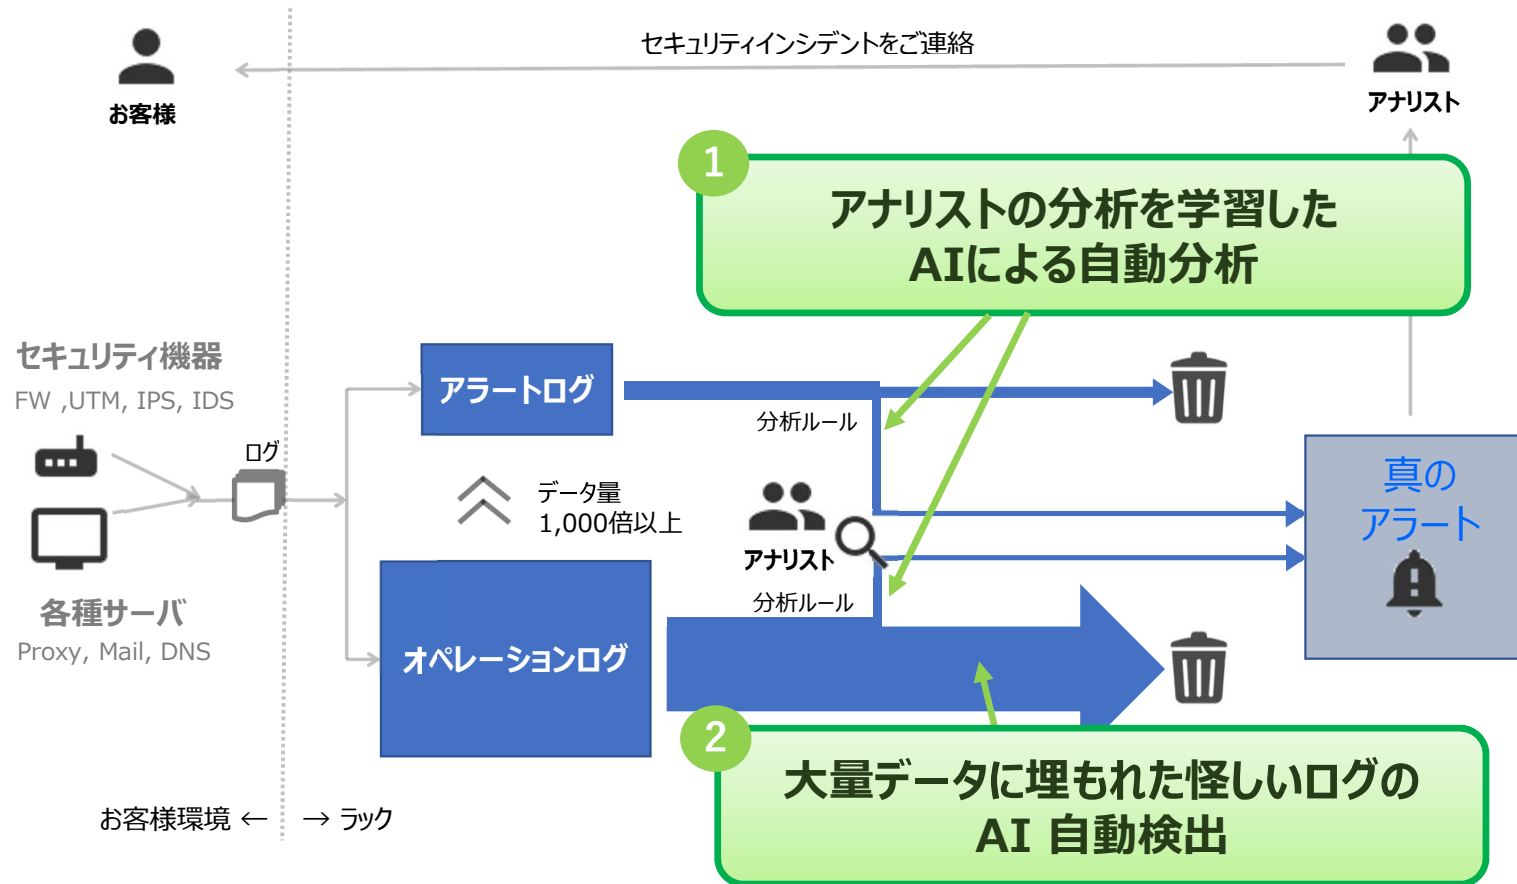 セキュリティインシデントをご連絡
お客様
アナリスト
1
アナリストの分析を学習した
AIによる自動分析
セキュリティ機器
FW ,UTM, IPS, IDS
ログ
アラートログ
分析ルール
データ量
1,000倍以上
アナリスト
分析ルール
真の
アラート
各種サーバ
Proxy, Mail, DNS
オペレーションログ
2
大量データに埋もれた怪しいログの
AI 自動検出
お客様環境 ← → ラック